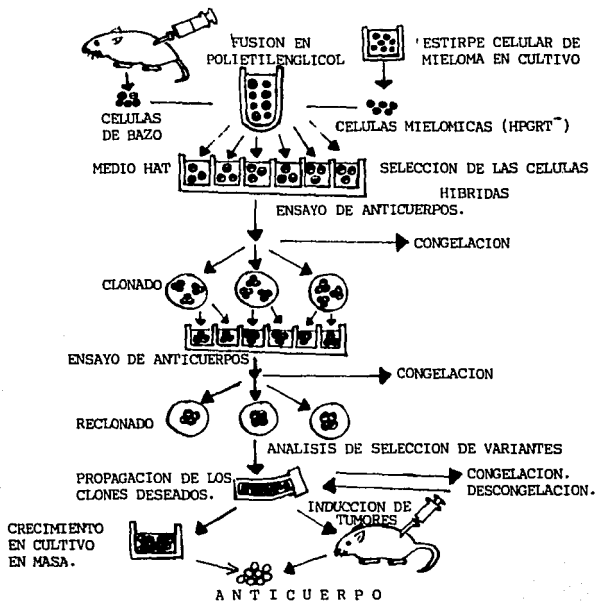 FUSION EN
POLIETILENGLICOL
ESTIRPE CELULAR DE
MIELOMA EN CULTIVO
CELULAS
DE BAZO
CELULAS MIELOMICAS (HPGRT⁻)
MEDIO HAT
SELECCION DE LAS CELULAS
HIBRIDAS
ENSAYO DE ANTICUERPOS.
CONGELACION
CLONADO
ENSAYO DE ANTICUERPOS
CONGELACION
RECLONADO
ANALISIS DE SELECCION DE VARIANTES
PROPAGACION DE LOS
CLONES DESEADOS.
CONGELACION.
DESCONGELACION.
INDUCCION DE
TUMORES
CRECIMIENTO
EN CULTIVO
EN MASA.
ANTICUERPO